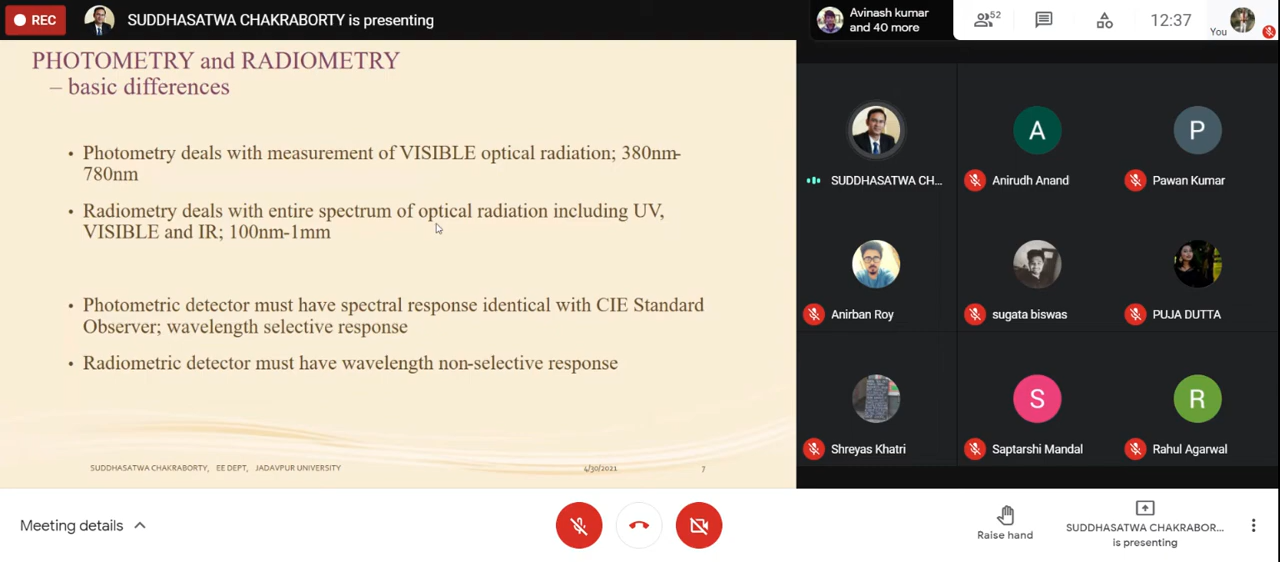 REC
SUDDHASATWA CHAKRABORTY is presenting
Avinash kumar
and 40 more
52
12:37
You
PHOTOMETRY and RADIOMETRY
– basic differences
• Photometry deals with measurement of VISIBLE optical radiation; 380nm-
780nm
• Radiometry deals with entire spectrum of optical radiation including UV,
VISIBLE and IR; 100nm-1mm
• Photometric detector must have spectral response identical with CIE Standard
Observer; wavelength selective response
• Radiometric detector must have wavelength non-selective response
SUDDHASATWA CHAKRABORTY, EE DEPT, JADAVPUR UNIVERSITY
4/30/2021
7
A
P
SUDDHASATWA CH...
Anirudh Anand
Pawan Kumar
Anirban Roy
sugata biswas
PUJA DUTTA
S
R
Shreyas Khatri
Saptarshi Mandal
Rahul Agarwal
Meeting details
Raise hand
SUDDHASATWA CHAKRABOR...
is presenting